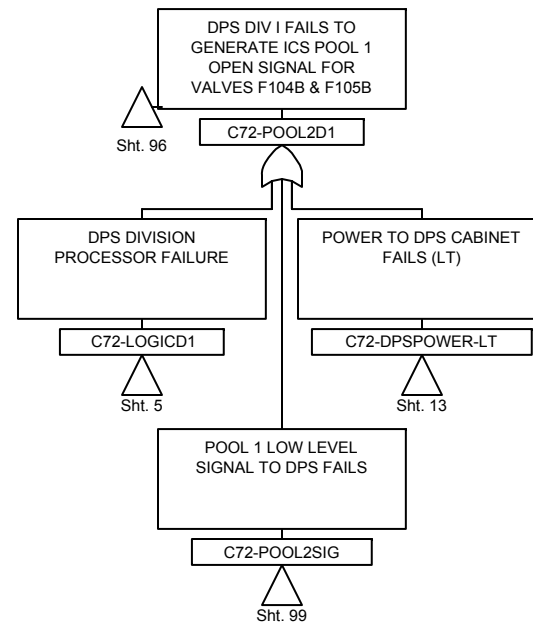 DPS DIV I FAILS TO
GENERATE ICS POOL 1
OPEN SIGNAL FOR
VALVES F104B & F105B
Sht. 96
C72-POOL2D1
DPS DIVISION
PROCESSOR FAILURE
POWER TO DPS CABINET
FAILS (LT)
C72-LOGICD1
C72-DPSPOWER-LT
Sht. 5
Sht. 13
POOL 1 LOW LEVEL
SIGNAL TO DPS FAILS
C72-POOL2SIG
Sht. 99